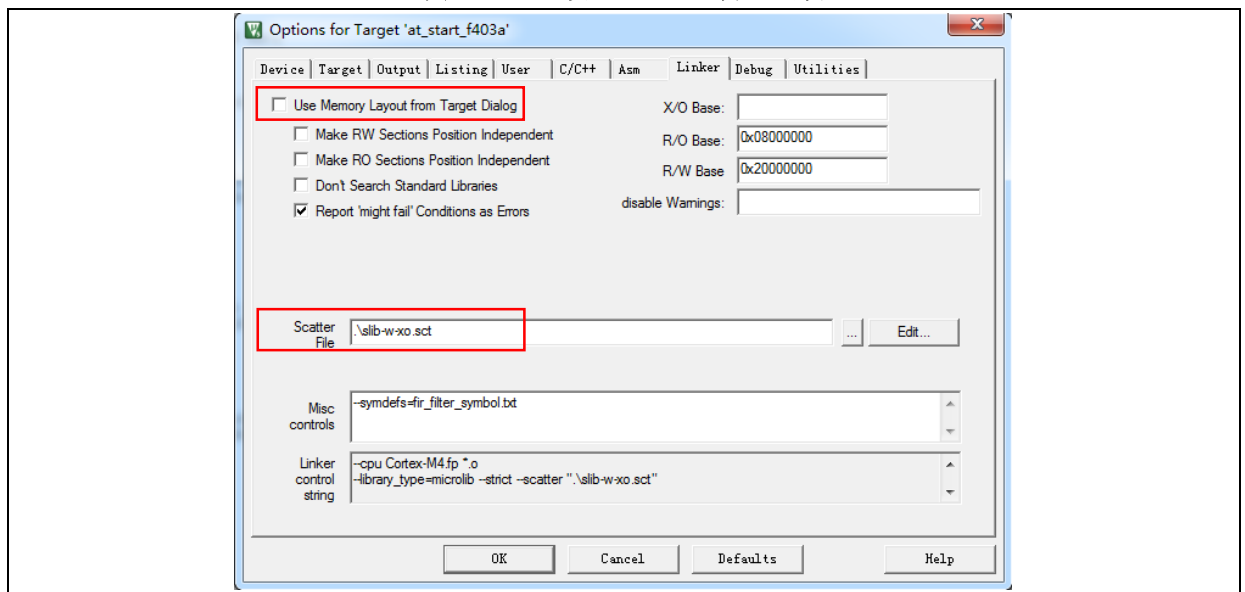 Options for Target 'at_start_f403a'
Device Target Output Listing User C/C++ Asm Linker Debug Utilities
Use Memory Layout from Target Dialog
X/O Base:
Make RW Sections Position Independent
R/O Base: 0x08000000
Make RO Sections Position Independent
R/W Base 0x20000000
Don't Search Standard Libraries
disable Warnings:
Report 'might fail' Conditions as Errors
Scatter File
.\slib-w-xo.sct
... Edit...
Misc controls
--symdefs=fir_filter_symbol.txt
Linker control string
--cpu Cortex-M4.fp *.o
--library_type=microlib --strict --scatter ".\slib-w-xo.sct"
OK Cancel Defaults Help